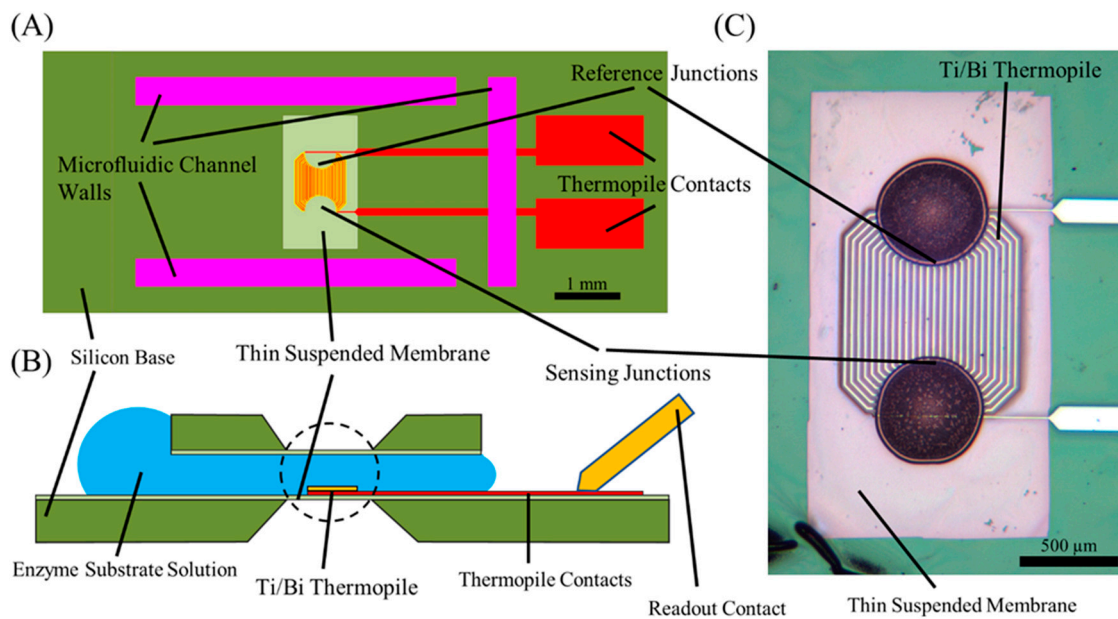 (A)
(C)
Reference Junctions
Ti/Bi Thermopile
Microfluidic Channel
Walls
Thermopile Contacts
1 mm
(B)
Silicon Base
Thin Suspended Membrane
Sensing Junctions
Enzyme Substrate Solution
Ti/Bi Thermopile
Thermopile Contacts
Readout Contact
500 µm
Thin Suspended Membrane